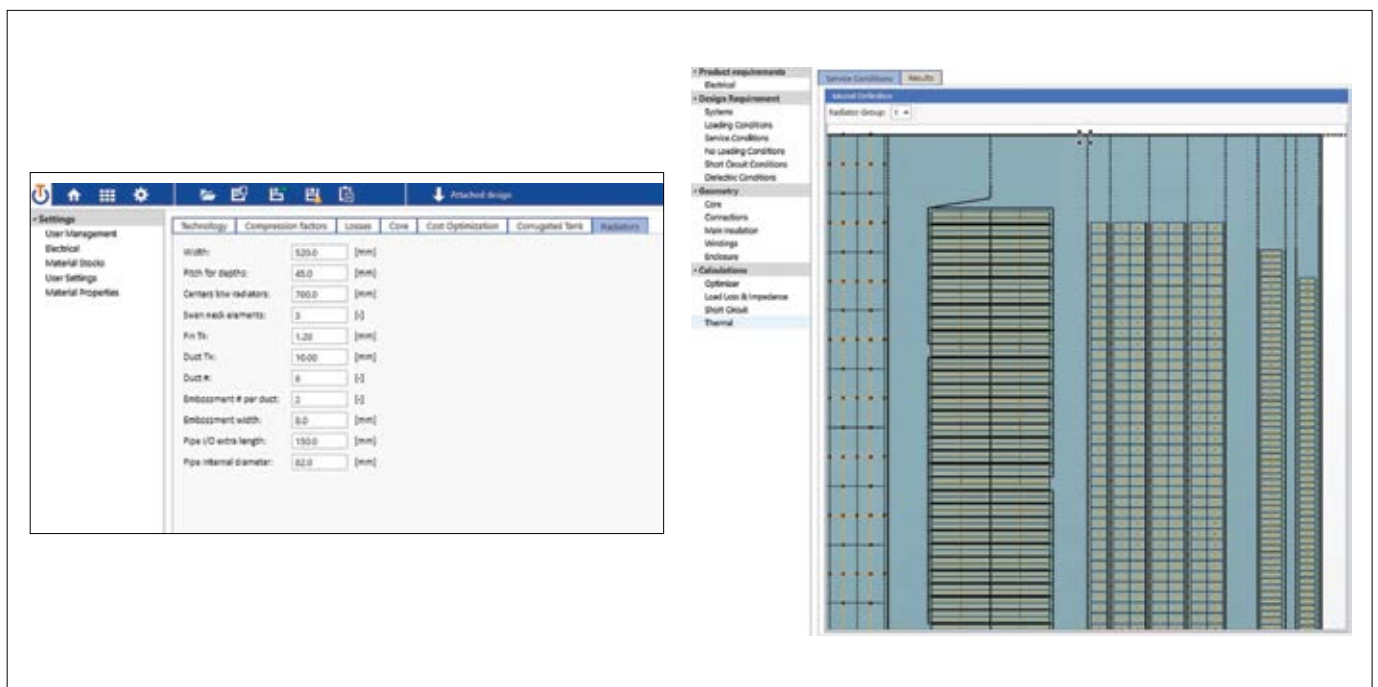 Attached design
Settings
User Management
Electrical
Material Stocks
User Settings
Material Properties
Technology
Compression factors
Losses
Core
Cost Optimization
Corrugated Tank
Radiators
Width: 520.0 [mm]
Pitch for depths: 45.0 [mm]
Centers btw radiators: 700.0 [mm]
Swan neck elements: 3 [-]
Fin Tk: 1.20 [mm]
Duct Tk: 10.00 [mm]
Duct #: [-]
Embossment # per duct: 2 [-]
Embossment width: [mm]
Pipe I/O extra length: 150.0 [mm]
Pipe internal diameter: 82.0 [mm]
Product requirements
Electrical
Design Requirement
Systems
Loading Conditions
Service Conditions
No Loading Conditions
Short Circuit Conditions
Dielectric Conditions
Geometry
Core
Connections
Main Insulation
Windings
Enclosure
Calculations
Optimizer
Load Loss & Impedance
Short Circuit
Thermal
Service Conditions
Results
Model Definition
Radiator Group: